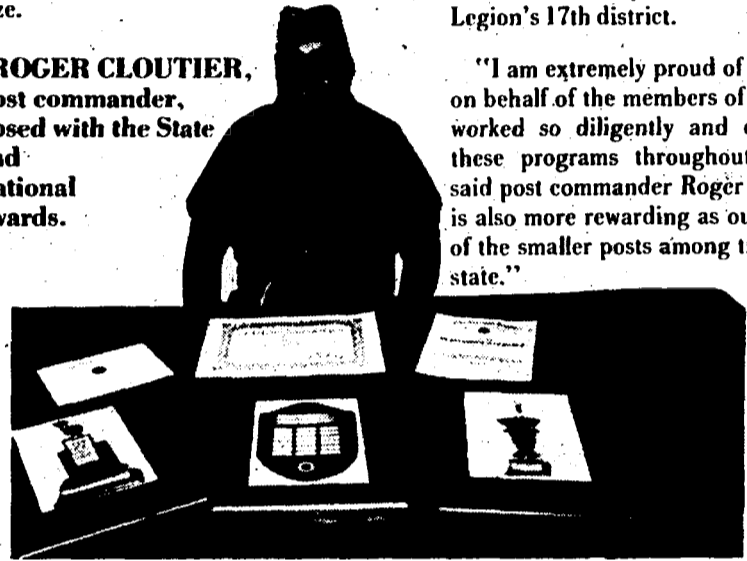 ze.
ROGER CLOUTIER,
ost commander,
osed with the State
nd
ational
wards.
Legion's 17th district.
"I am extremely proud of
on behalf of the members of
worked so diligently and
these programs throughout
said post commander Roger
is also more rewarding as ou
of the smaller posts among t
state."